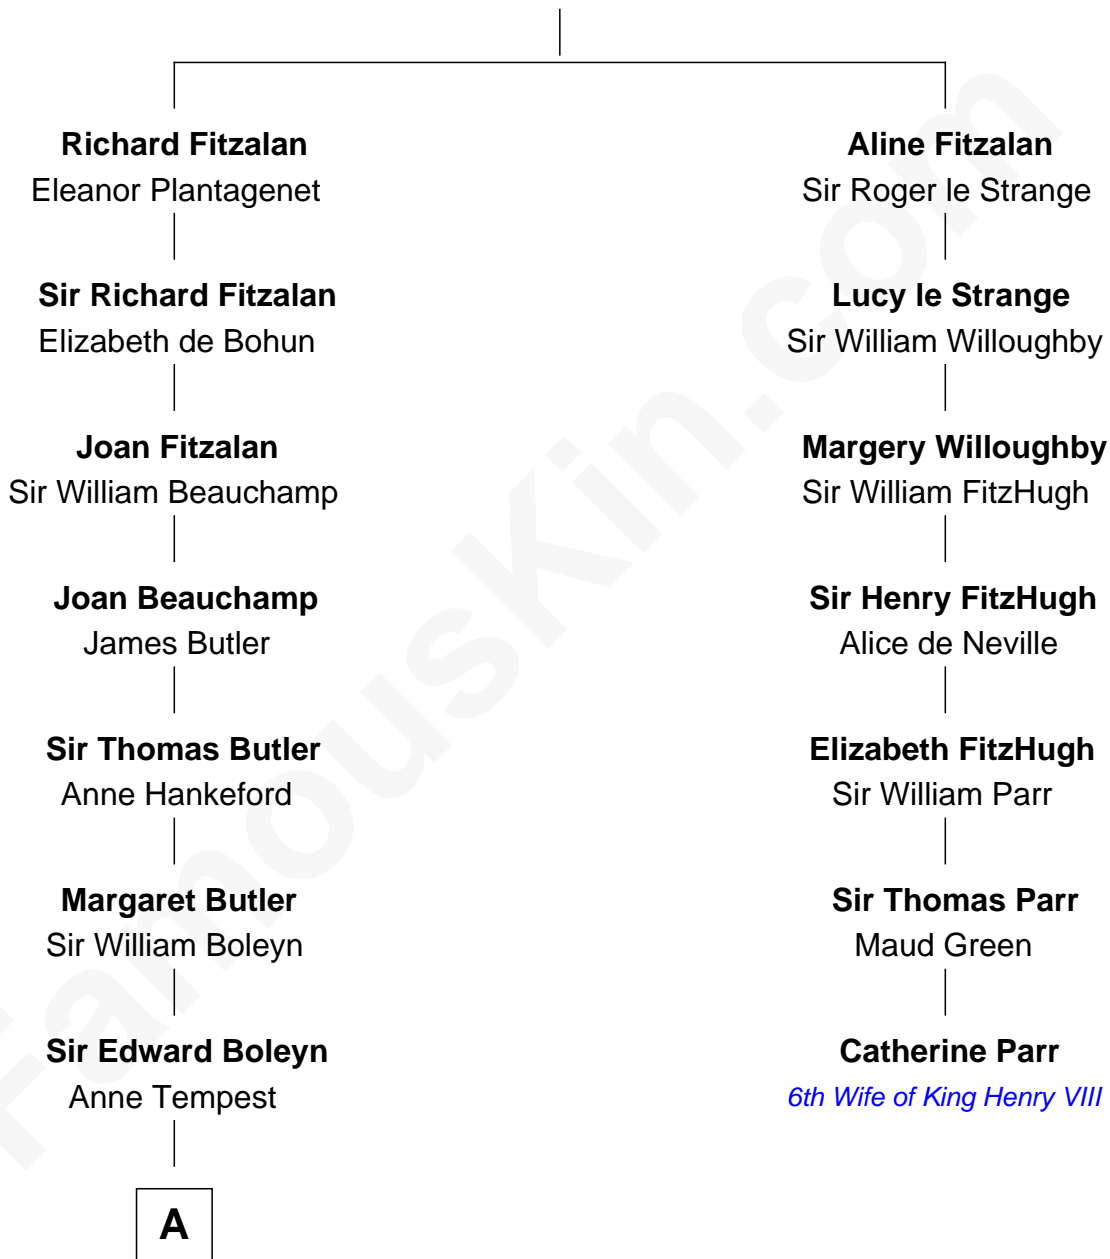 Richard Fitzalan
Eleanor Plantagenet
Sir Richard Fitzalan
Elizabeth de Bohun
Joan Fitzalan
Sir William Beauchamp
Joan Beauchamp
James Butler
Sir Thomas Butler
Anne Hankeford
Margaret Butler
Sir William Boleyn
Sir Edward Boleyn
Anne Tempest
A
Aline Fitzalan
Sir Roger le Strange
Lucy le Strange
Sir William Willoughby
Margery Willoughby
Sir William FitzHugh
Sir Henry FitzHugh
Alice de Neville
Elizabeth FitzHugh
Sir William Parr
Sir Thomas Parr
Maud Green
Catherine Parr
6th Wife of King Henry VIII
FamousKin.com